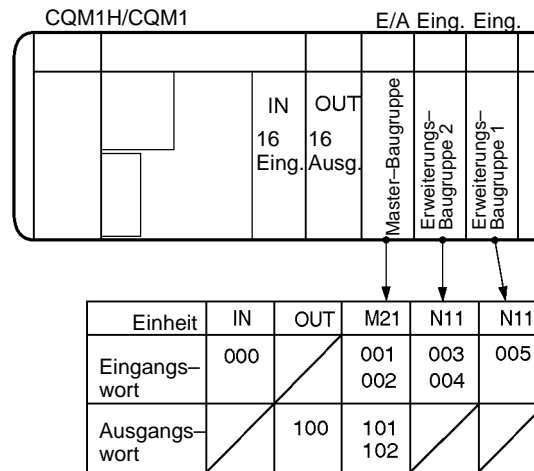 CQM1H/CQM1
E/A Eing. Eing.
IN
16
Eing.
OUT
16
Ausg.
Master–Baugruppe
Erweiterungs–
Baugruppe 2
Erweiterungs–
Baugruppe 1
Einheit IN OUT M21 N11 N11
Eingangs–
wort
000
001
002
003
004
005
Ausgangs–
wort
100
101
102